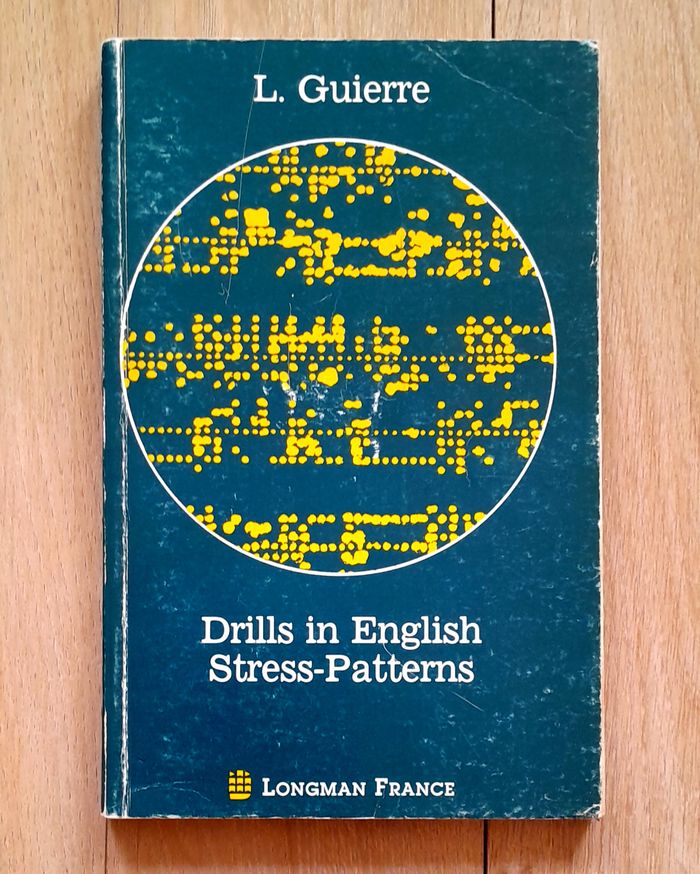 L. Guierre
Drills in English
Stress-Patterns
LONGMAN FRANCE